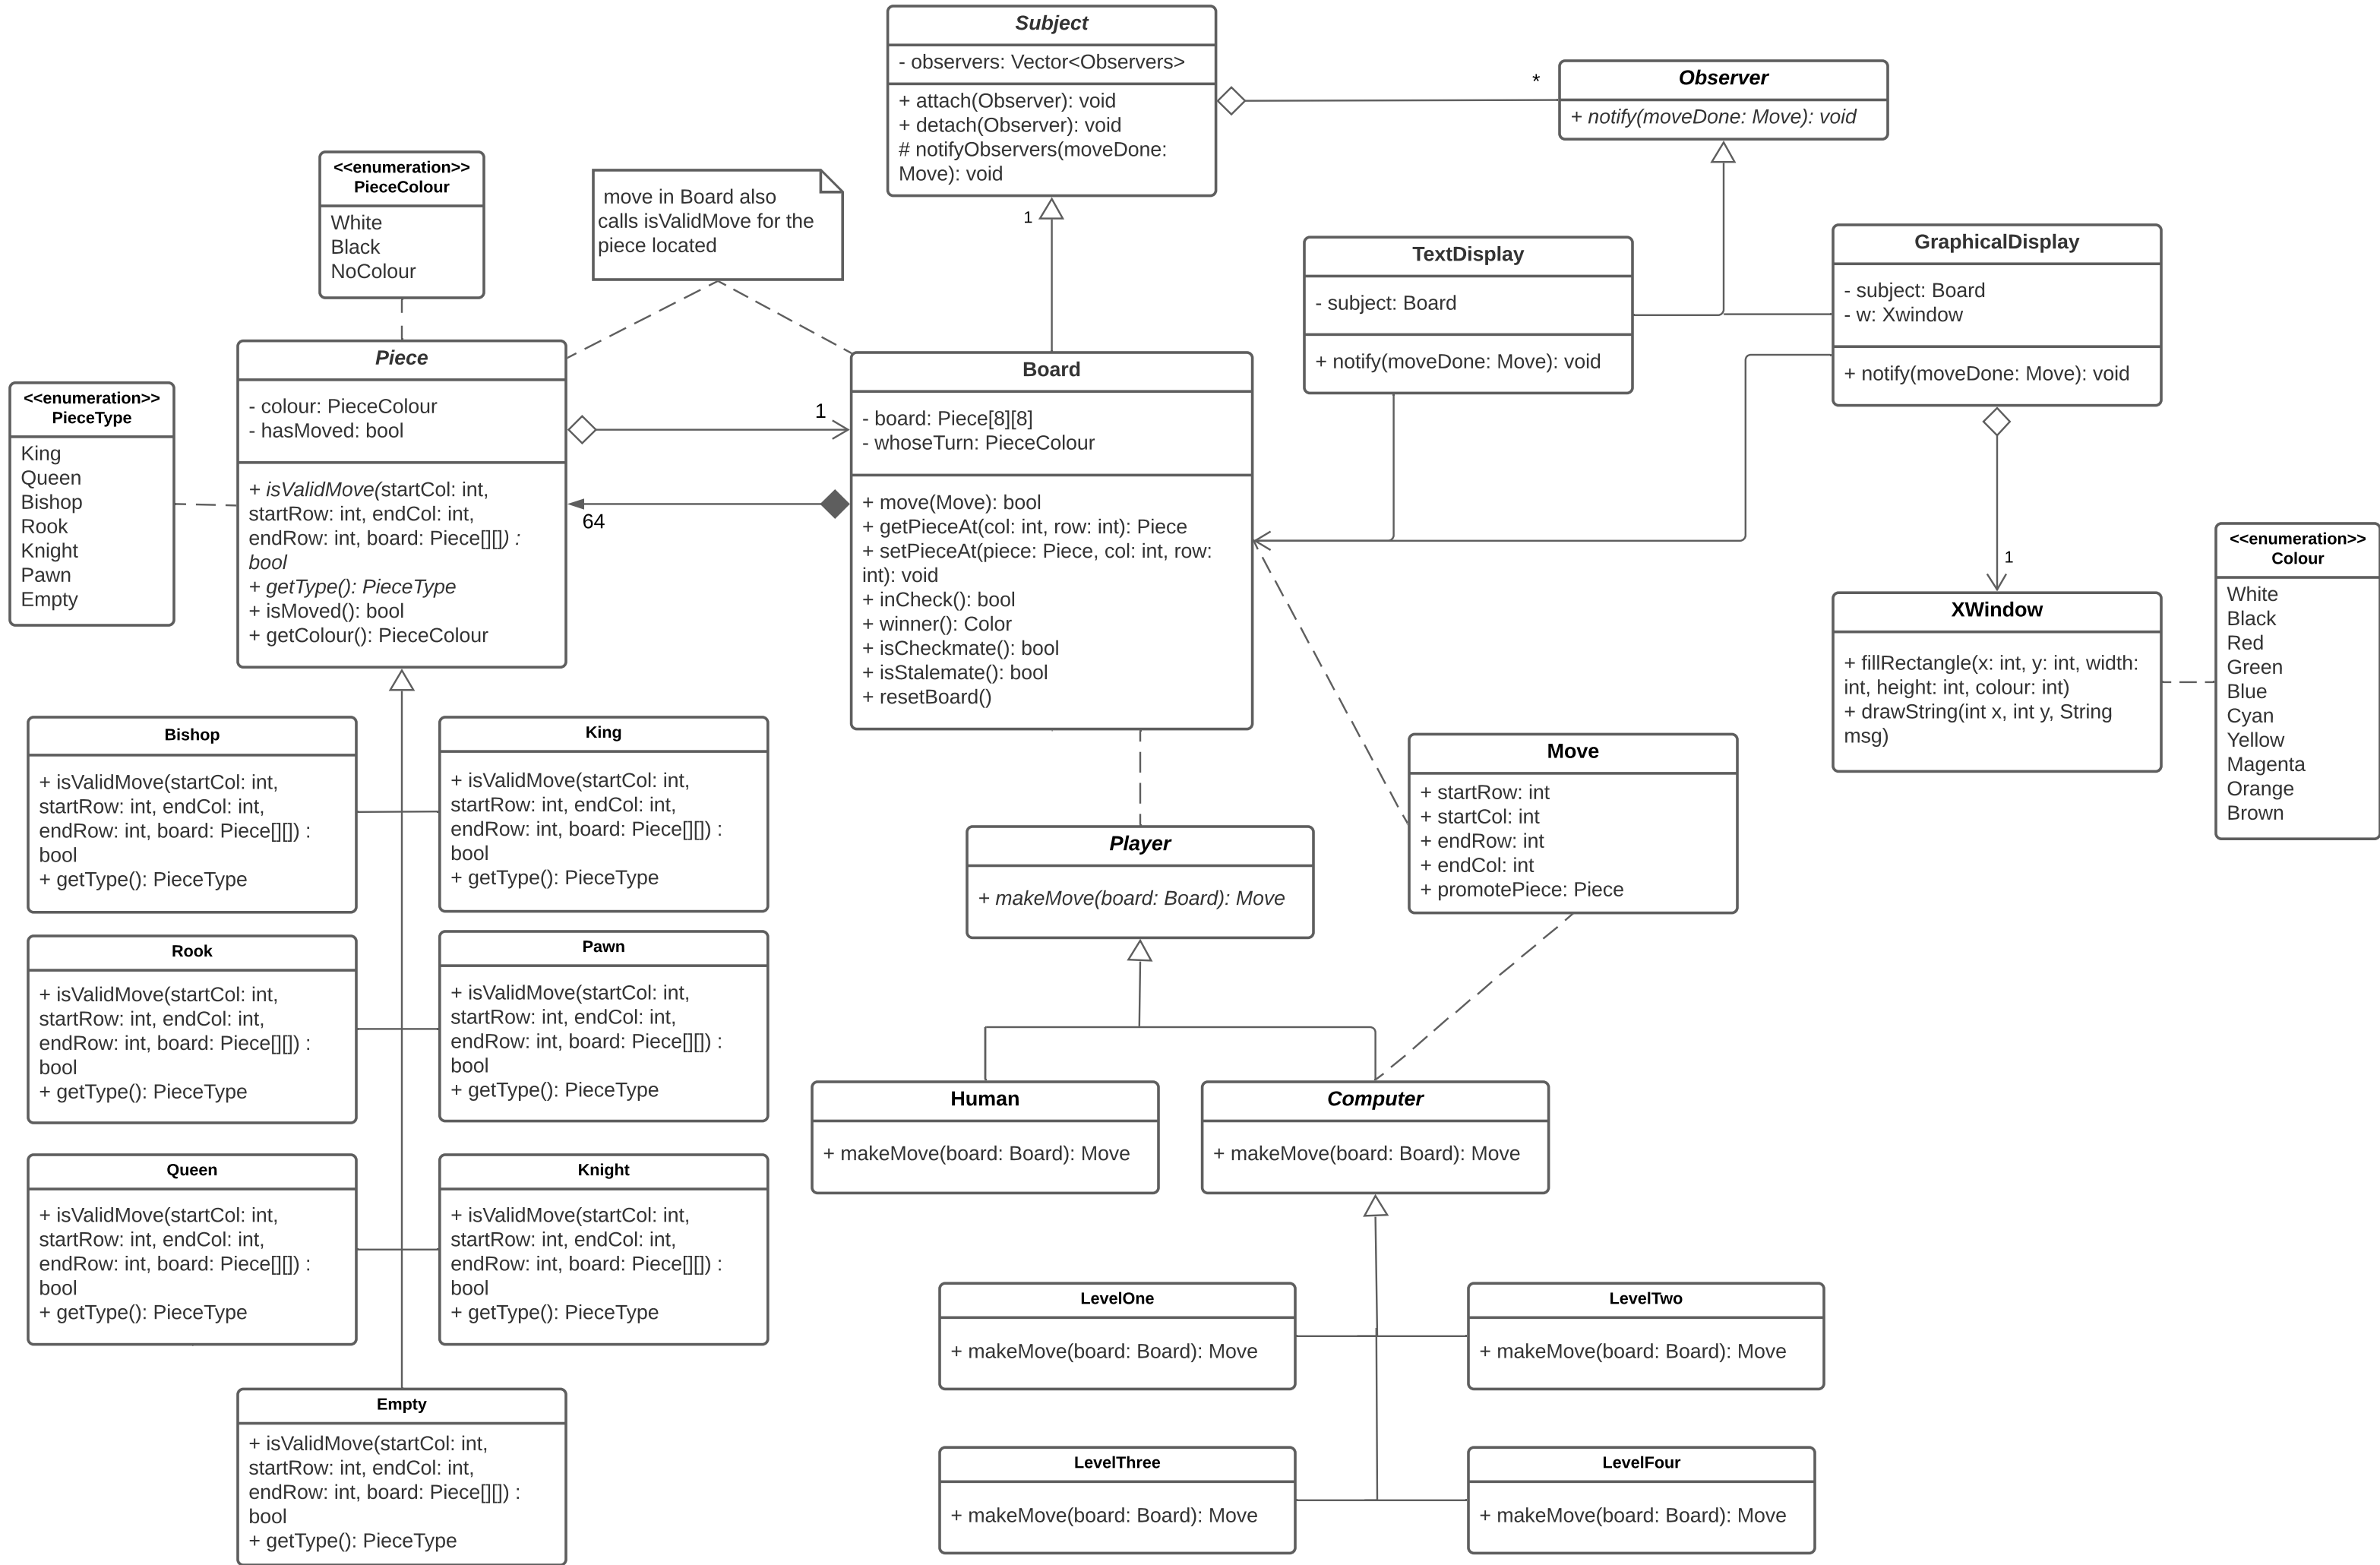 Subject
- observers: Vector<Observers>
+ attach(Observer): void
+ detach(Observer): void
# notifyObservers(moveDone:
Move): void
*
Observer
+ notify(moveDone: Move): void
<<enumeration>>
PieceColour
White
Black
NoColour
move in Board also
calls isValidMove for the
piece located
1
TextDisplay
- subject: Board
+ notify(moveDone: Move): void
GraphicalDisplay
- subject: Board
- w: Xwindow
+ notify(moveDone: Move): void
<<enumeration>>
PieceType
King
Queen
Bishop
Rook
Knight
Pawn
Empty
Piece
- colour: PieceColour
- hasMoved: bool
+ isValidMove(startCol: int,
startRow: int, endCol: int,
endRow: int, board: Piece[][]) :
bool
+ getType(): PieceType
+ isMoved(): bool
+ getColour(): PieceColour
1
64
Board
- board: Piece[8][8]
- whoseTurn: PieceColour
+ move(Move): bool
+ getPieceAt(col: int, row: int): Piece
+ setPieceAt(piece: Piece, col: int, row:
int): void
+ inCheck(): bool
+ winner(): Color
+ isCheckmate(): bool
+ isStalemate(): bool
+ resetBoard()
1
XWindow
+ fillRectangle(x: int, y: int, width:
int, height: int, colour: int)
+ drawString(int x, int y, String
msg)
<<enumeration>>
Colour
White
Black
Red
Green
Blue
Cyan
Yellow
Magenta
Orange
Brown
Bishop
+ isValidMove(startCol: int,
startRow: int, endCol: int,
endRow: int, board: Piece[][]) :
bool
+ getType(): PieceType
King
+ isValidMove(startCol: int,
startRow: int, endCol: int,
endRow: int, board: Piece[][]) :
bool
+ getType(): PieceType
Move
+ startRow: int
+ startCol: int
+ endRow: int
+ endCol: int
+ promotePiece: Piece
Player
+ makeMove(board: Board): Move
Rook
+ isValidMove(startCol: int,
startRow: int, endCol: int,
endRow: int, board: Piece[][]) :
bool
+ getType(): PieceType
Pawn
+ isValidMove(startCol: int,
startRow: int, endCol: int,
endRow: int, board: Piece[][]) :
bool
+ getType(): PieceType
Human
+ makeMove(board: Board): Move
Computer
+ makeMove(board: Board): Move
Queen
+ isValidMove(startCol: int,
startRow: int, endCol: int,
endRow: int, board: Piece[][]) :
bool
+ getType(): PieceType
Knight
+ isValidMove(startCol: int,
startRow: int, endCol: int,
endRow: int, board: Piece[][]) :
bool
+ getType(): PieceType
LevelOne
+ makeMove(board: Board): Move
LevelTwo
+ makeMove(board: Board): Move
Empty
+ isValidMove(startCol: int,
startRow: int, endCol: int,
endRow: int, board: Piece[][]) :
bool
+ getType(): PieceType
LevelThree
+ makeMove(board: Board): Move
LevelFour
+ makeMove(board: Board): Move